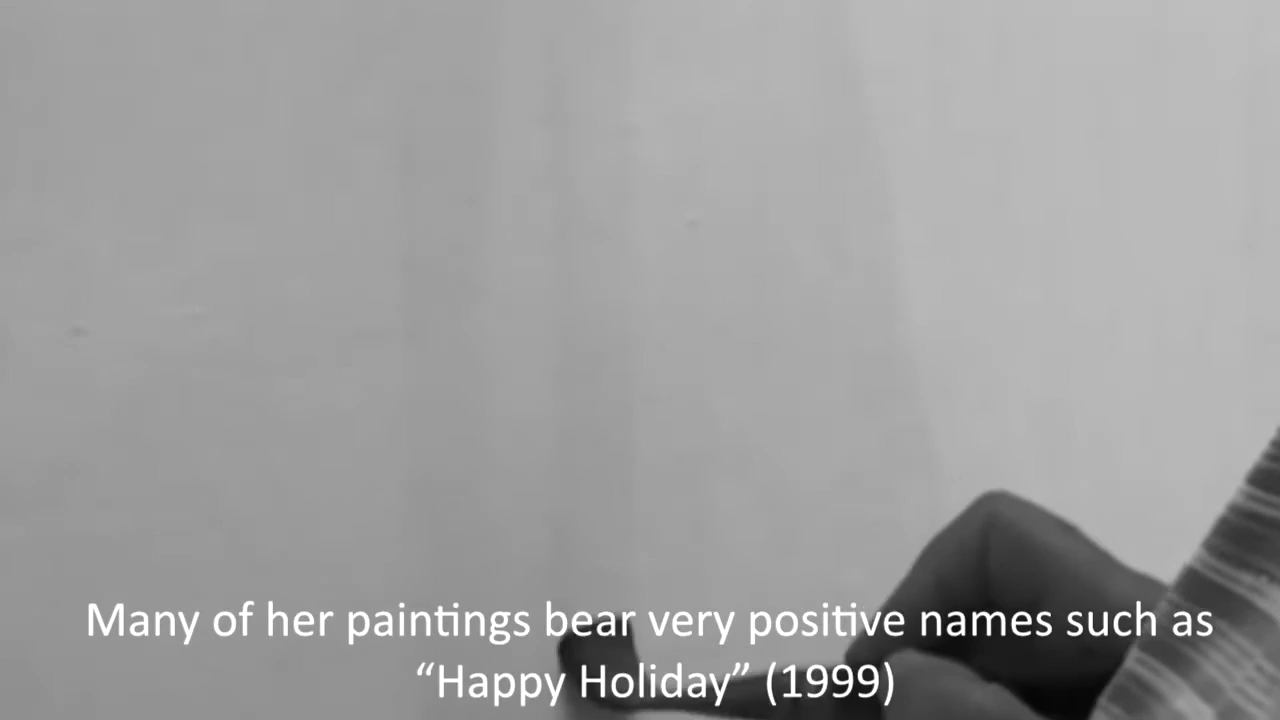 Many of her paintings bear very positive names such as
“Happy Holiday” (1999)